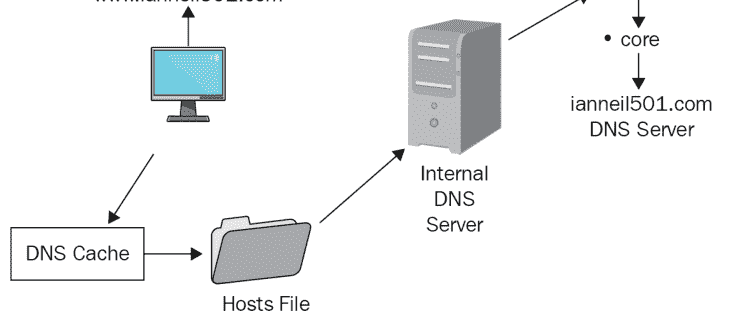 • core
ianneil501.com
DNS Server
Internal
DNS
Server
DNS Cache
Hosts File